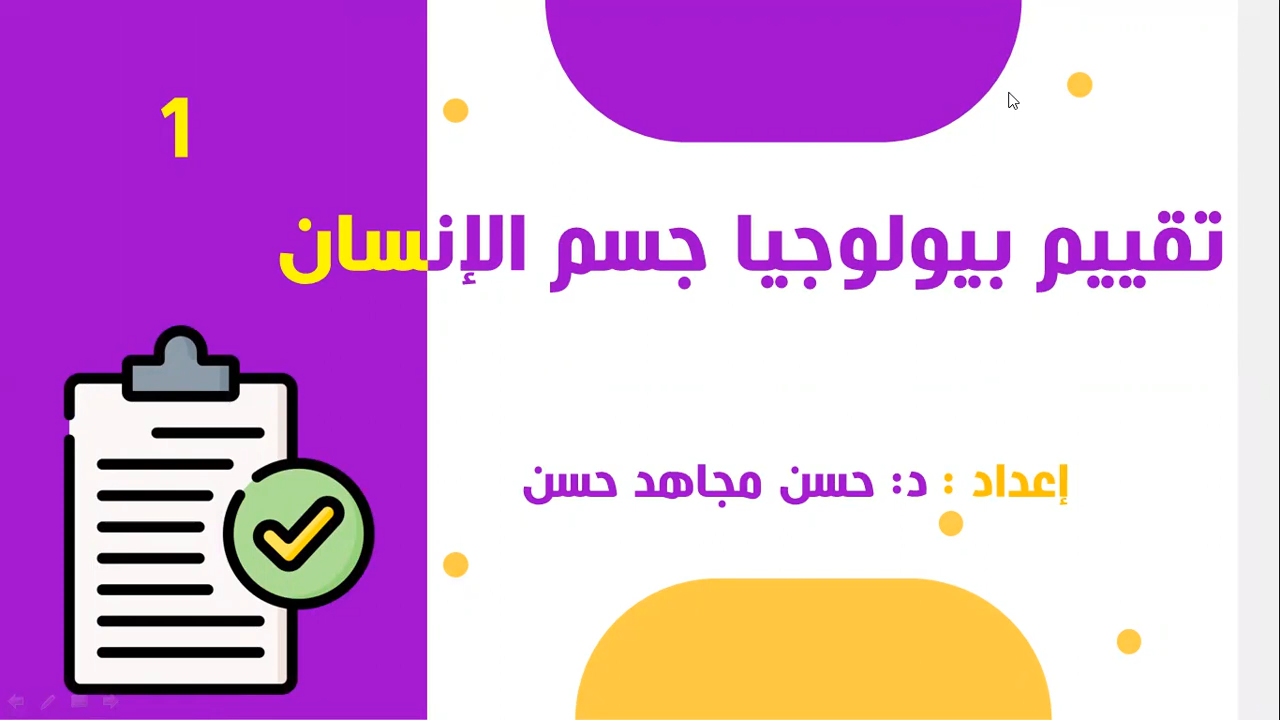 1
تقييم بيولوجيا جسم الإنسان
إعداد : د: حسن مجاهد حسن